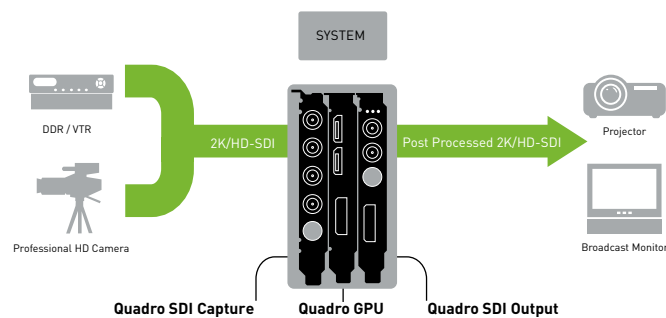 SYSTEM
DDR / VTR
2K/HD-SDI
Post Processed 2K/HD-SDI
Projector
Professional HD Camera
Broadcast Monitor
Quadro SDI Capture
Quadro GPU
Quadro SDI Output